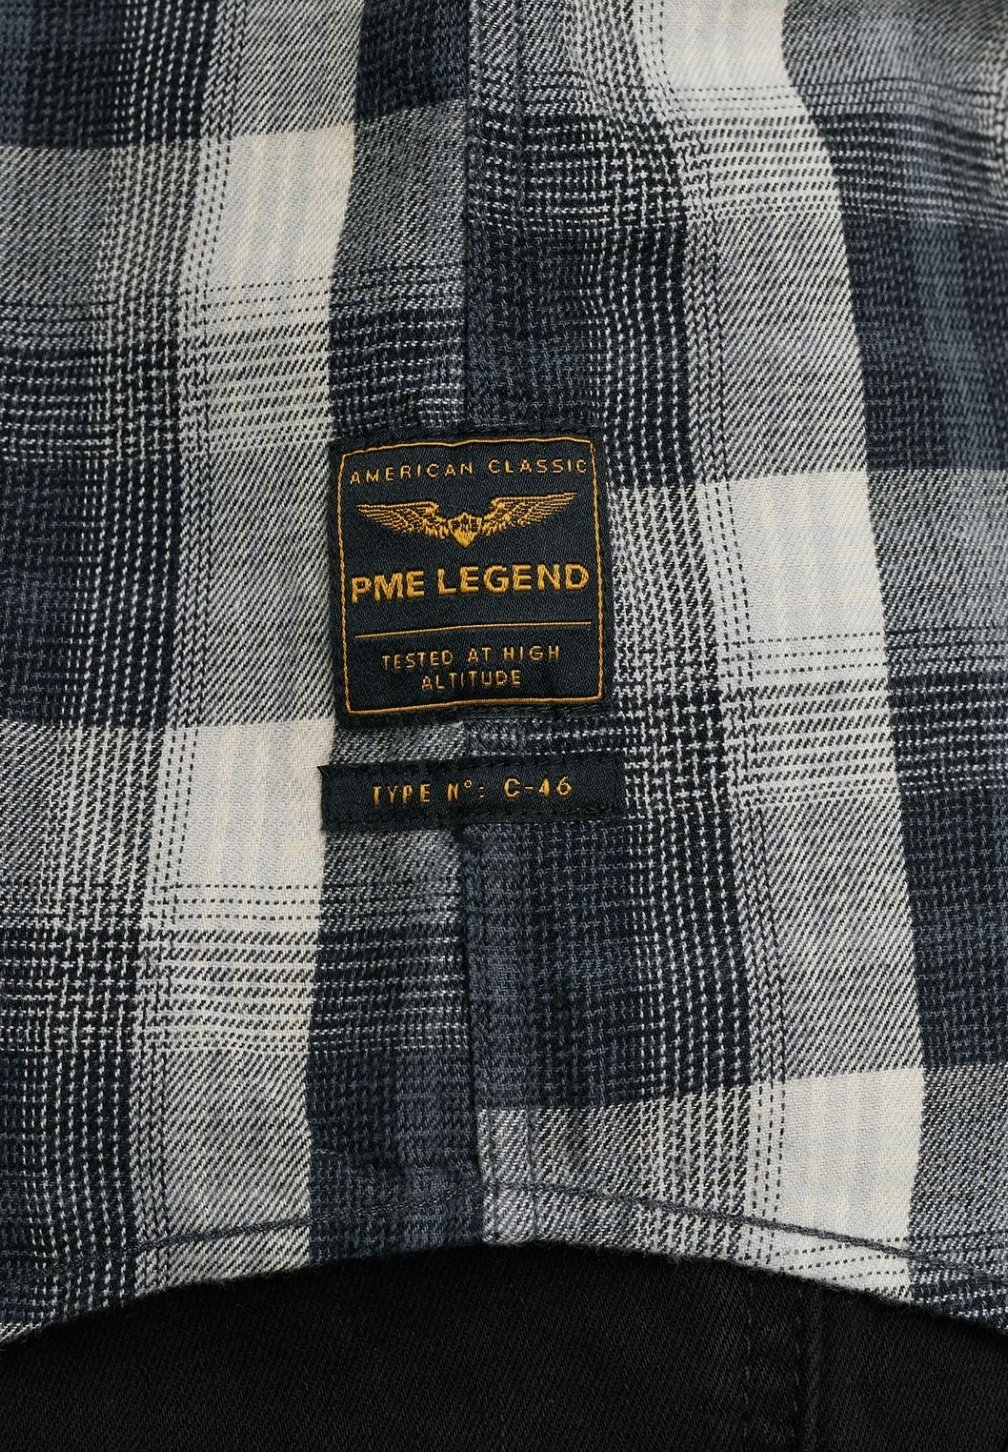 AMERICAN CLASSIC
PME
PME LEGEND
TESTED AT HIGH
ALTITUDE
TYPE N°: C-46